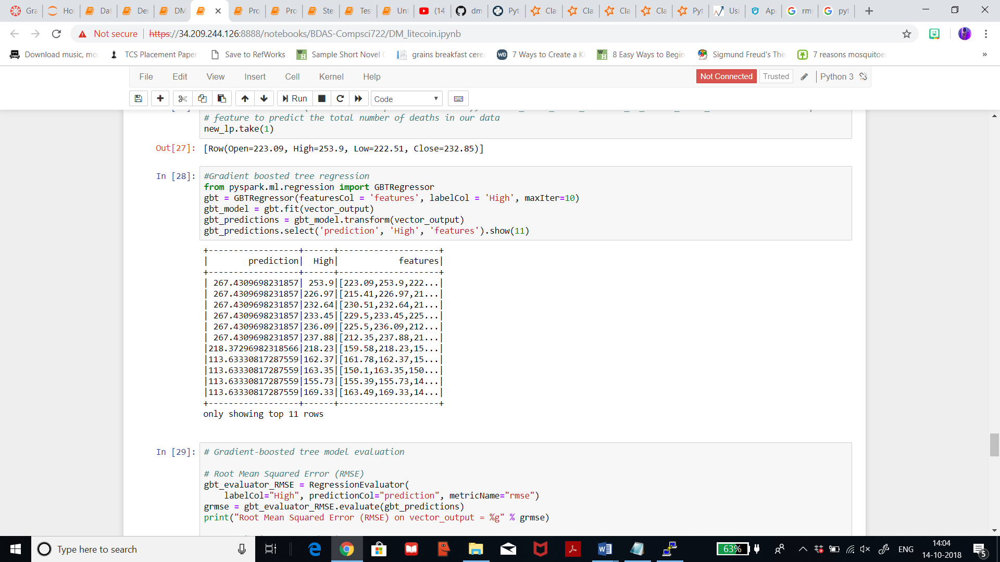 Gra
Ho
Dat
Der
DM
Pro
Pro
Ste
Tes
Unt
(14
dm
Pyt
Cla
Cla
Cla
Cla
Pyt
Usi
Ap
rm
pyt
Not secure
https://34.209.244.126:8888/notebooks/BDAS-Compsci722/DM_litecoin.ipynb
Download music, mo
TCS Placement Paper
Save to RefWorks
Sample Short Novel
grains breakfast cere
7 Ways to Create a Ki
8 Easy Ways to Begin
Sigmund Freud's The
7 reasons mosquitoe
»
File Edit View Insert Cell Kernel Help
Not Connected Trusted Python 3
Run Code
# feature to predict the total number of deaths in our data
new_lp.take(1)
Out[27]: [Row(Open=223.09, High=253.9, Low=222.51, Close=232.85)]
In [28]: #Gradient boosted tree regression
from pyspark.ml.regression import GBTRegressor
gbt = GBTRegressor(featuresCol = 'features', labelCol = 'High', maxIter=10)
gbt_model = gbt.fit(vector_output)
gbt_predictions = gbt_model.transform(vector_output)
gbt_predictions.select('prediction', 'High', 'features').show(11)
+------------------+------+--------------------+
|        prediction|  High|            features|
+------------------+------+--------------------+
| 267.4309698231857| 253.9|[223.09,253.9,222...|
| 267.4309698231857|226.97|[215.41,226.97,21...|
| 267.4309698231857|232.64|[230.51,232.64,21...|
| 267.4309698231857|233.45|[229.5,233.45,225...|
| 267.4309698231857|236.09|[225.5,236.09,212...|
| 267.4309698231857|237.88|[212.35,237.88,21...|
|218.37296982318566|218.23|[159.58,218.23,15...|
|113.63330817287559|162.37|[161.78,162.37,15...|
|113.63330817287559|163.35|[150.1,163.35,150...|
|113.63330817287559|155.73|[155.39,155.73,14...|
|113.63330817287559|169.33|[163.49,169.33,14...|
+------------------+------+--------------------+
only showing top 11 rows
In [29]: # Gradient-boosted tree model evaluation
# Root Mean Squared Error (RMSE)
gbt_evaluator_RMSE = RegressionEvaluator(
labelCol="High", predictionCol="prediction", metricName="rmse")
grmse = gbt_evaluator_RMSE.evaluate(gbt_predictions)
print("Root Mean Squared Error (RMSE) on vector_output = %g" % grmse)
Type here to search
63%
ENG
14:04
14-10-2018
5